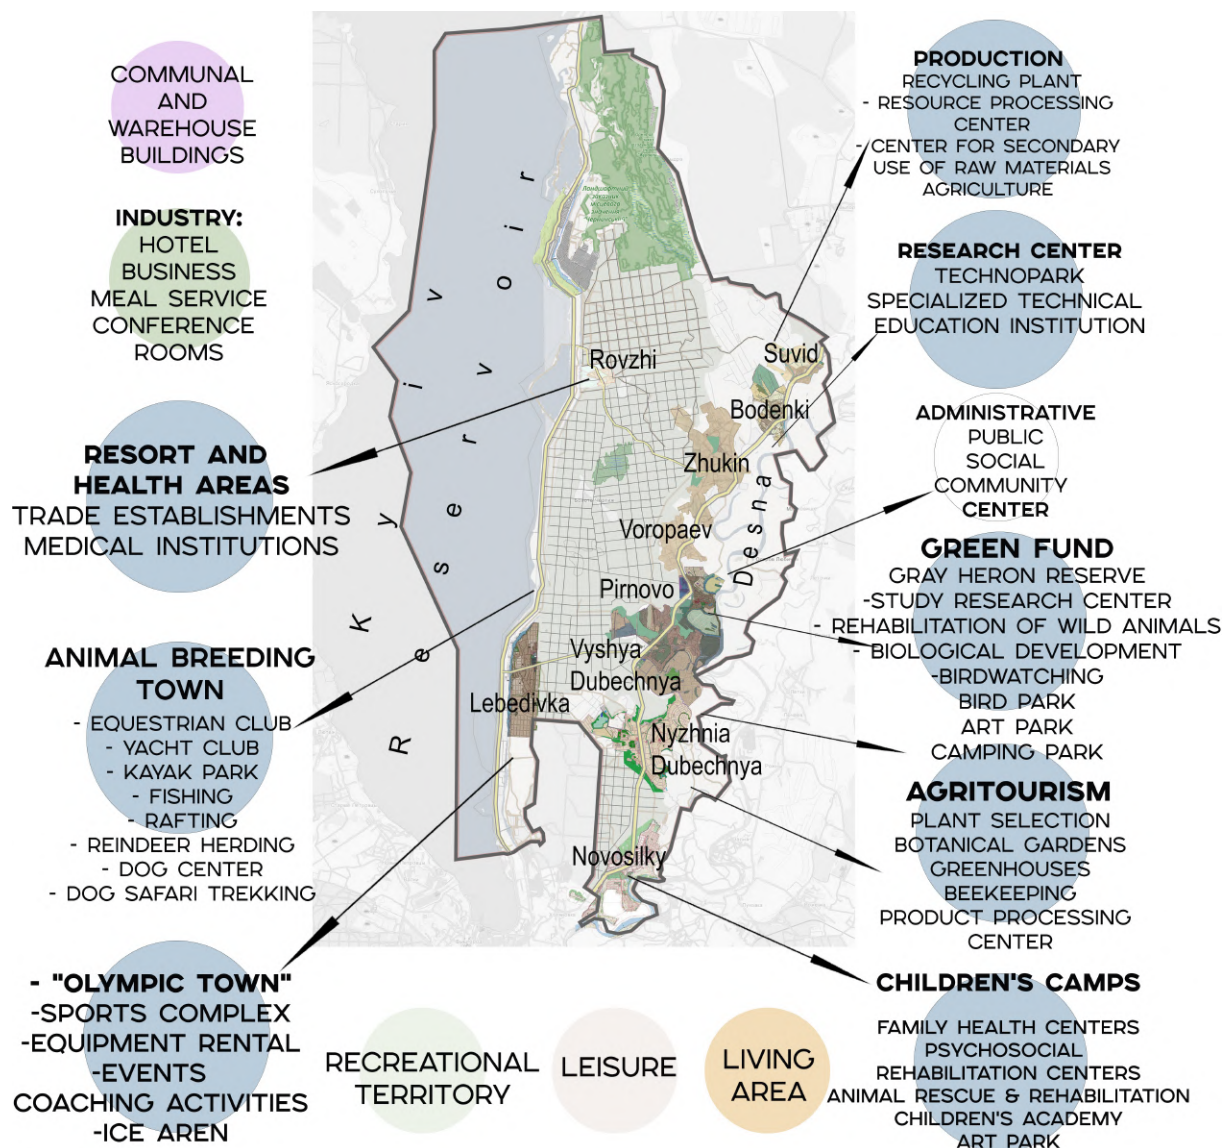 COMMUNAL
AND
WAREHOUSE
BUILDINGS
INDUSTRY:
HOTEL
BUSINESS
MEAL SERVICE
CONFERENCE
ROOMS
RESORT AND
HEALTH AREAS
TRADE ESTABLISHMENTS
MEDICAL INSTITUTIONS
ANIMAL BREEDING
TOWN
- EQUESTRIAN CLUB
- YACHT CLUB
- KAYAK PARK
- FISHING
- RAFTING
- REINDEER HERDING
- DOG CENTER
- DOG SAFARI TREKKING
- "OLYMPIC TOWN"
-SPORTS COMPLEX
-EQUIPMENT RENTAL
-EVENTS
COACHING ACTIVITIES
-ICE AREN
Kyiv
Reservoir
Rovzhi
Suvid
Bodenki
Zhukin
Voropaev
Desna
Pirnovo
Vyshya
Dubechnya
Lebedivka
Nyzhnia
Dubechnya
Novosilky
PRODUCTION
RECYCLING PLANT
- RESOURCE PROCESSING
CENTER
- CENTER FOR SECONDARY
USE OF RAW MATERIALS
AGRICULTURE
RESEARCH CENTER
TECHNOPARK
SPECIALIZED TECHNICAL
EDUCATION INSTITUTION
ADMINISTRATIVE
PUBLIC
SOCIAL
COMMUNITY
CENTER
GREEN FUND
GRAY HERON RESERVE
-STUDY RESEARCH CENTER
- REHABILITATION OF WILD ANIMALS
- BIOLOGICAL DEVELOPMENT
-BIRDWATCHING
BIRD PARK
ART PARK
CAMPING PARK
AGRITOURISM
PLANT SELECTION
BOTANICAL GARDENS
GREENHOUSES
BEEKEEPING
PRODUCT PROCESSING
CENTER
CHILDREN'S CAMPS
FAMILY HEALTH CENTERS
PSYCHOSOCIAL
REHABILITATION CENTERS
ANIMAL RESCUE & REHABILITATION
CHILDREN'S ACADEMY
ART PARK
RECREATIONAL
TERRITORY
LEISURE
LIVING
AREA